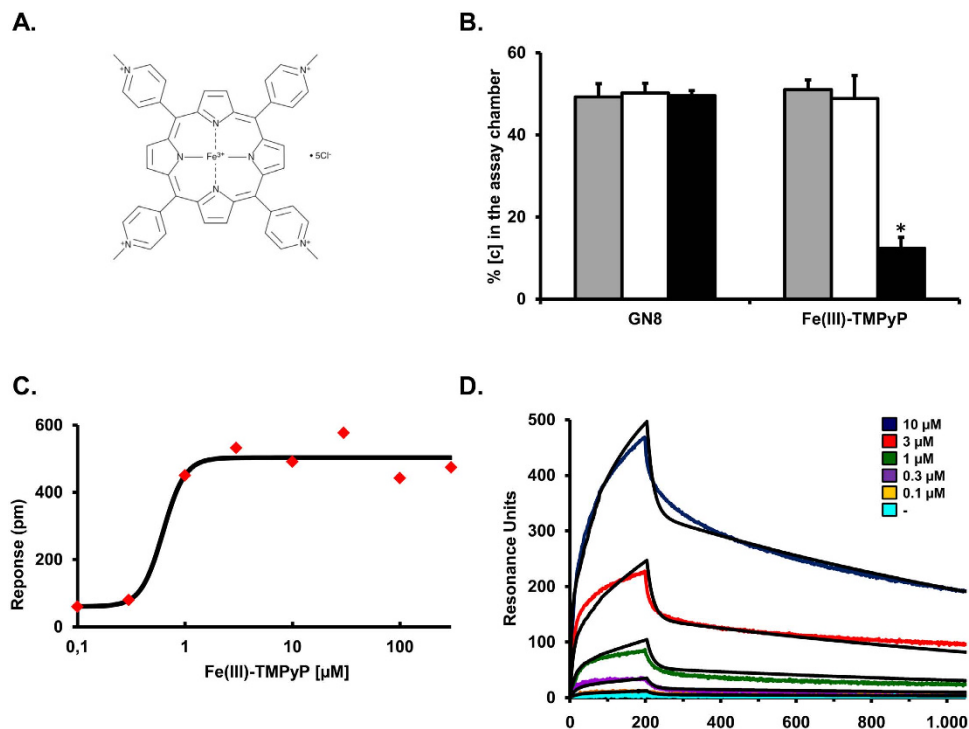 A.
N⁺
⁺N
N
N
Fe³⁺
N
N
• 5Cl⁻
N⁺
N⁺
B.
% [c] in the assay chamber
60
40
20
0
*
GN8
Fe(III)-TMPyP
C.
Reponse (pm)
600
400
200
0
0,1
1
10
100
Fe(III)-TMPyP [µM]
D.
Resonance Units
500
400
300
200
100
0
0
200
400
600
800
1.000
10 µM
3 µM
1 µM
0.3 µM
0.1 µM
-